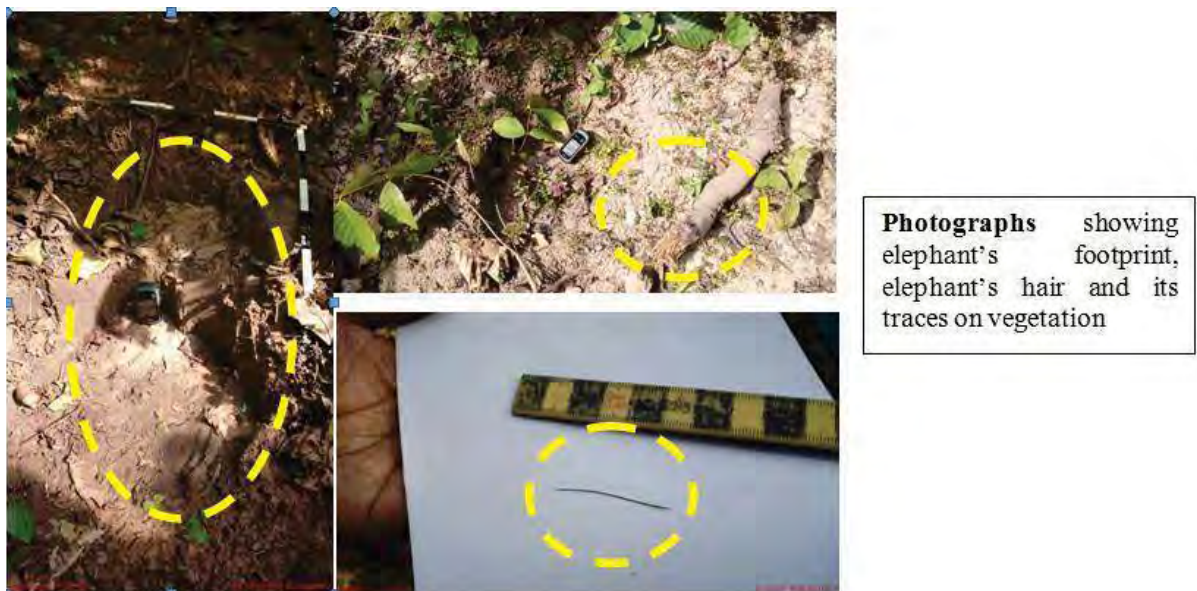 Photographs showing
elephant's footprint,
elephant's hair and its
traces on vegetation